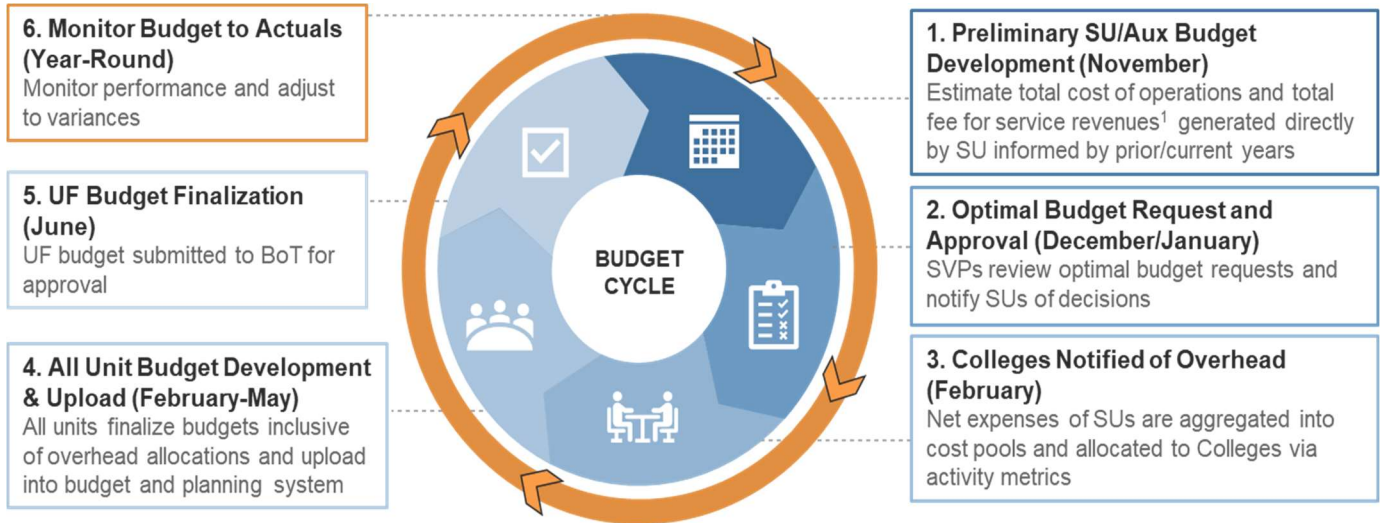 6. Monitor Budget to Actuals
(Year-Round)
Monitor performance and adjust
to variances
5. UF Budget Finalization
(June)
UF budget submitted to BoT for
approval
4. All Unit Budget Development
& Upload (February-May)
All units finalize budgets inclusive
of overhead allocations and upload
into budget and planning system
BUDGET
CYCLE
1. Preliminary SU/Aux Budget
Development (November)
Estimate total cost of operations and total
fee for service revenues¹ generated directly
by SU informed by prior/current years
2. Optimal Budget Request and
Approval (December/January)
SVPs review optimal budget requests and
notify SUs of decisions
3. Colleges Notified of Overhead
(February)
Net expenses of SUs are aggregated into
cost pools and allocated to Colleges via
activity metrics